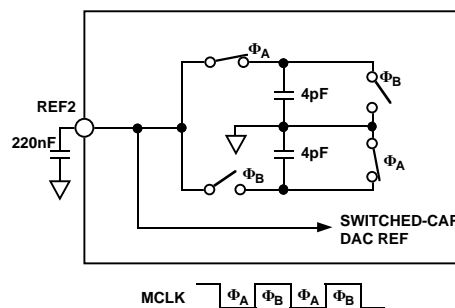 ΦA
ΦB
4pF
REF2
220nF
4pF
ΦB
ΦA
SWITCHED-CAP
DAC REF
MCLK ΦA ΦB ΦA ΦB